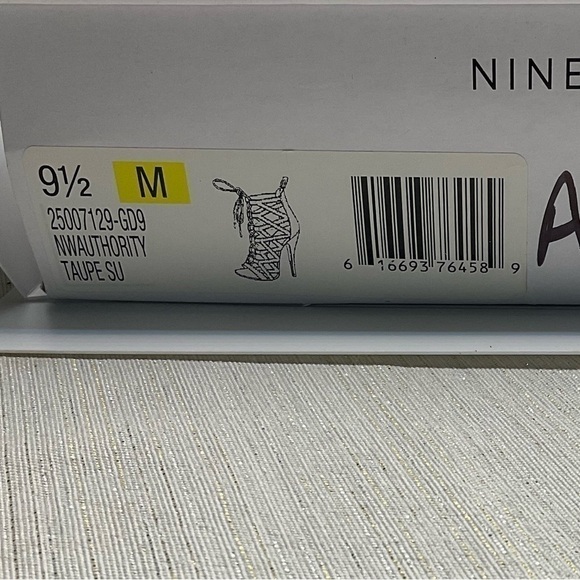 NINE
9½ M
25007129-GD9
NWAUTHORITY
TAUPE SU
6 16693 76458 9
A